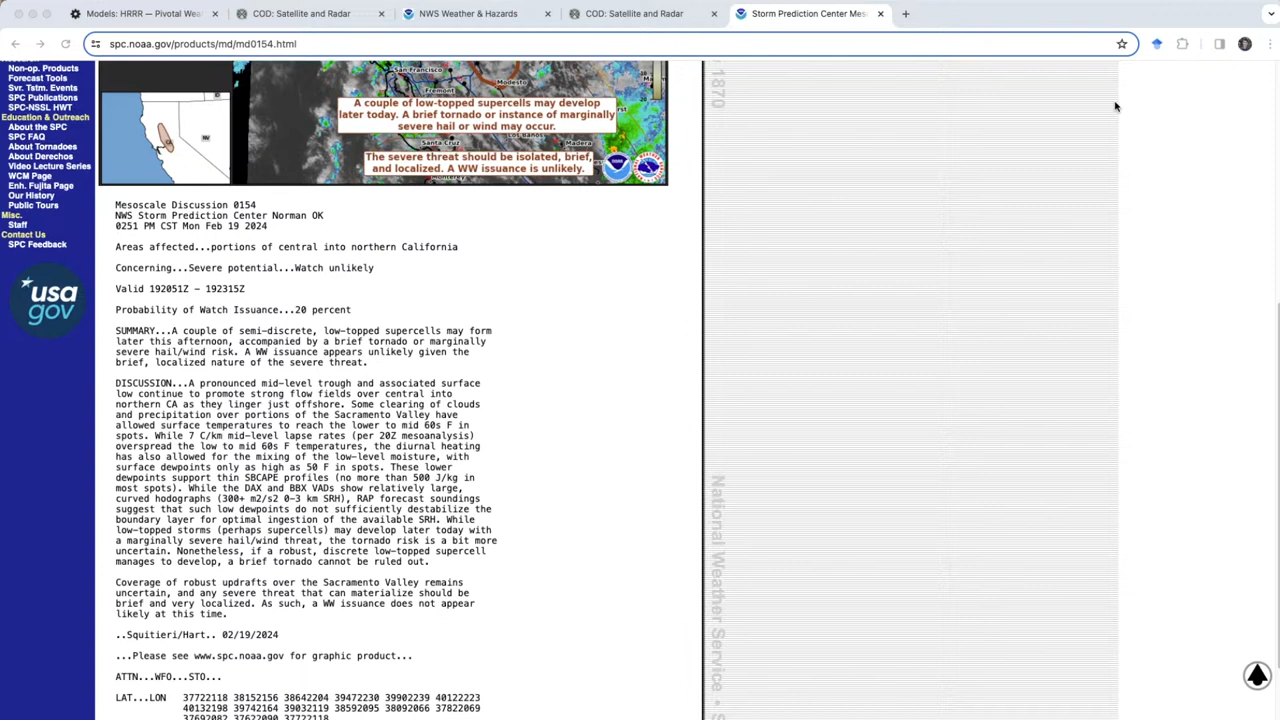 Models: HRRR — Pivotal Wea
COD: Satellite and Radar
NWS Weather & Hazards
COD: Satellite and Radar
Storm Prediction Center Mes
spc.noaa.gov/products/md/md0154.html
Non-op. Products
Forecast Tools
Svr. Tstm. Events
SPC Publications
SPC-NSSL HWT
Education & Outreach
About the SPC
SPC FAQ
About Tornadoes
About Derechos
Video Lecture Series
WCM Page
Enh. Fujita Page
Our History
Public Tours
Misc.
Staff
Contact Us
SPC Feedback
USA
gov
San Francisco
Modesto
Fremont
A couple of low-topped supercells may develop
later today. A brief tornado or instance of marginally
severe hail or wind may occur.
Los Banos
Santa Cruz
Madera
NV
The severe threat should be isolated, brief,
and localized. A WW issuance is unlikely.
Mesoscale Discussion 0154
NWS Storm Prediction Center Norman OK
0251 PM CST Mon Feb 19 2024
Areas affected...portions of central into northern California
Concerning...Severe potential...Watch unlikely
Valid 192051Z - 192315Z
Probability of Watch Issuance...20 percent
SUMMARY...A couple of semi-discrete, low-topped supercells may form
later this afternoon, accompanied by a brief tornado or marginally
severe hail/wind risk. A WW issuance appears unlikely given the
brief, localized nature of the severe threat.
DISCUSSION...A pronounced mid-level trough and associated surface
low continue to promote strong flow fields over central into
northern CA as they linger just offshore. Some clearing of clouds
and precipitation over portions of the Sacramento Valley have
allowed surface temperatures to reach the lower to mid 60s F in
spots. While 7 C/km mid-level lapse rates (per 20Z mesoanalysis)
overspread the low to mid 60s F temperatures, the diurnal heating
has also allowed for the mixing of the low-level moisture, with
surface dewpoints only as high as 50 F in spots. These lower
dewpoints support thin SBCAPE profiles (no more than 500 J/kg in
most spots). While the DAX and BBX VADs show relatively large,
curved hodographs (300+ m2/s2 0-3 km SRH), RAP forecast soundings
suggest that such low dewpoints do not sufficiently destabilize the
boundary layer for optimal ingestion of the available SRH. While
low-topped storms (perhaps supercells) may develop later today with
a marginally severe hail/wind threat, the tornado risk is a bit more
uncertain. Nonetheless, if a robust, discrete low-topped supercell
manages to develop, a brief tornado cannot be ruled out.
Coverage of robust updrafts over the Sacramento Valley remains
uncertain, and any severe threat that can materialize should be
brief and very localized. As such, a WW issuance does not appear
likely at this time.
..Squitieri/Hart.. 02/19/2024
...Please see www.spc.noaa.gov for graphic product...
ATTN...WFO...STO...
LAT...LON 37722118 38152156 38642204 39472230 39902239 40122223
40132198 39742164 39032119 38592095 38092066 37822069
37692082 37622090 37722118
1870
National Weather Service